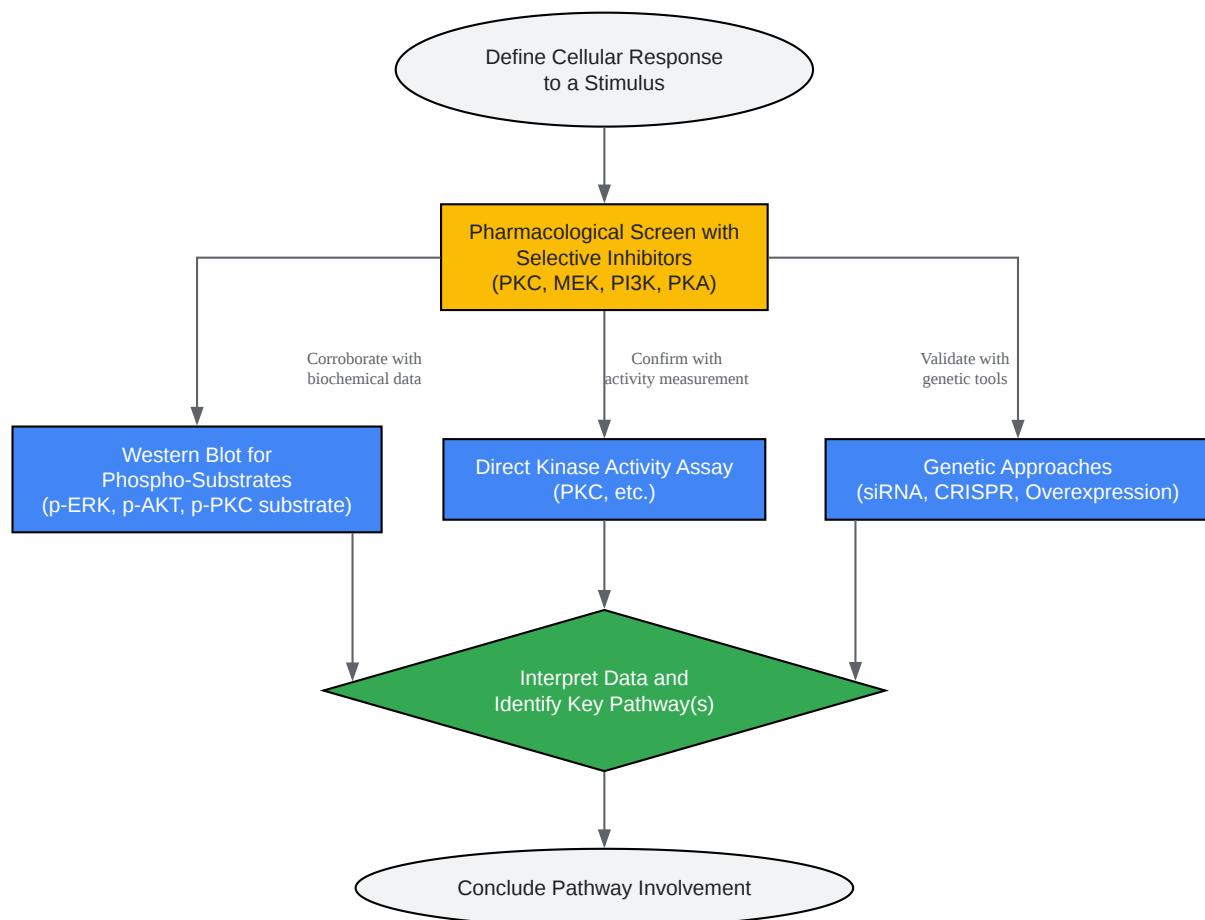 Define Cellular Response
to a Stimulus
Pharmacological Screen with
Selective Inhibitors
(PKC, MEK, PI3K, PKA)
Corroborate with
biochemical data
Confirm with
activity measurement
Validate with
genetic tools
Western Blot for
Phospho-Substrates
(p-ERK, p-AKT, p-PKC substrate)
Direct Kinase Activity Assay
(PKC, etc.)
Genetic Approaches
(siRNA, CRISPR, Overexpression)
Interpret Data and
Identify Key Pathway(s)
Conclude Pathway Involvement